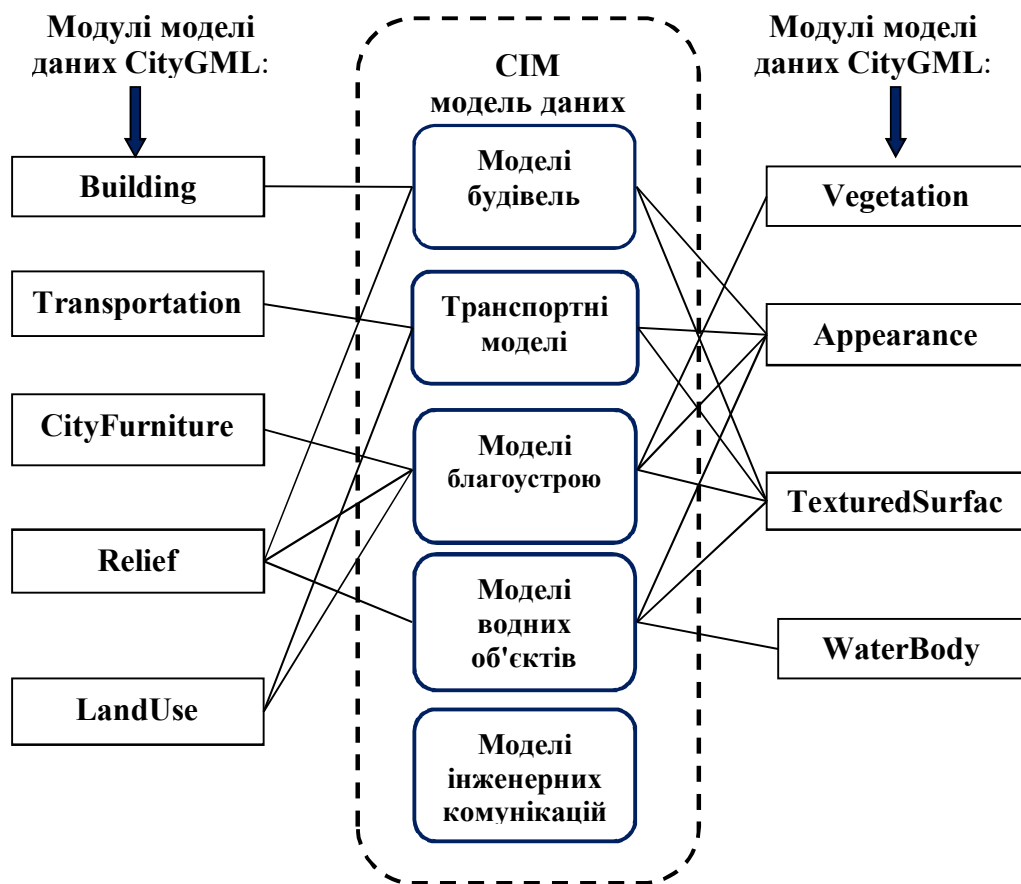 Модулі моделі
даних CityGML:
Building
Transportation
CityFurniture
Relief
LandUse
СІМ
модель даних
Моделі
будівель
Транспортні
моделі
Моделі
благоустрою
Моделі
водних
об'єктів
Моделі
інженерних
комунікацій
Модулі моделі
даних CityGML:
Vegetation
Appearance
TexturedSurfac
WaterBody